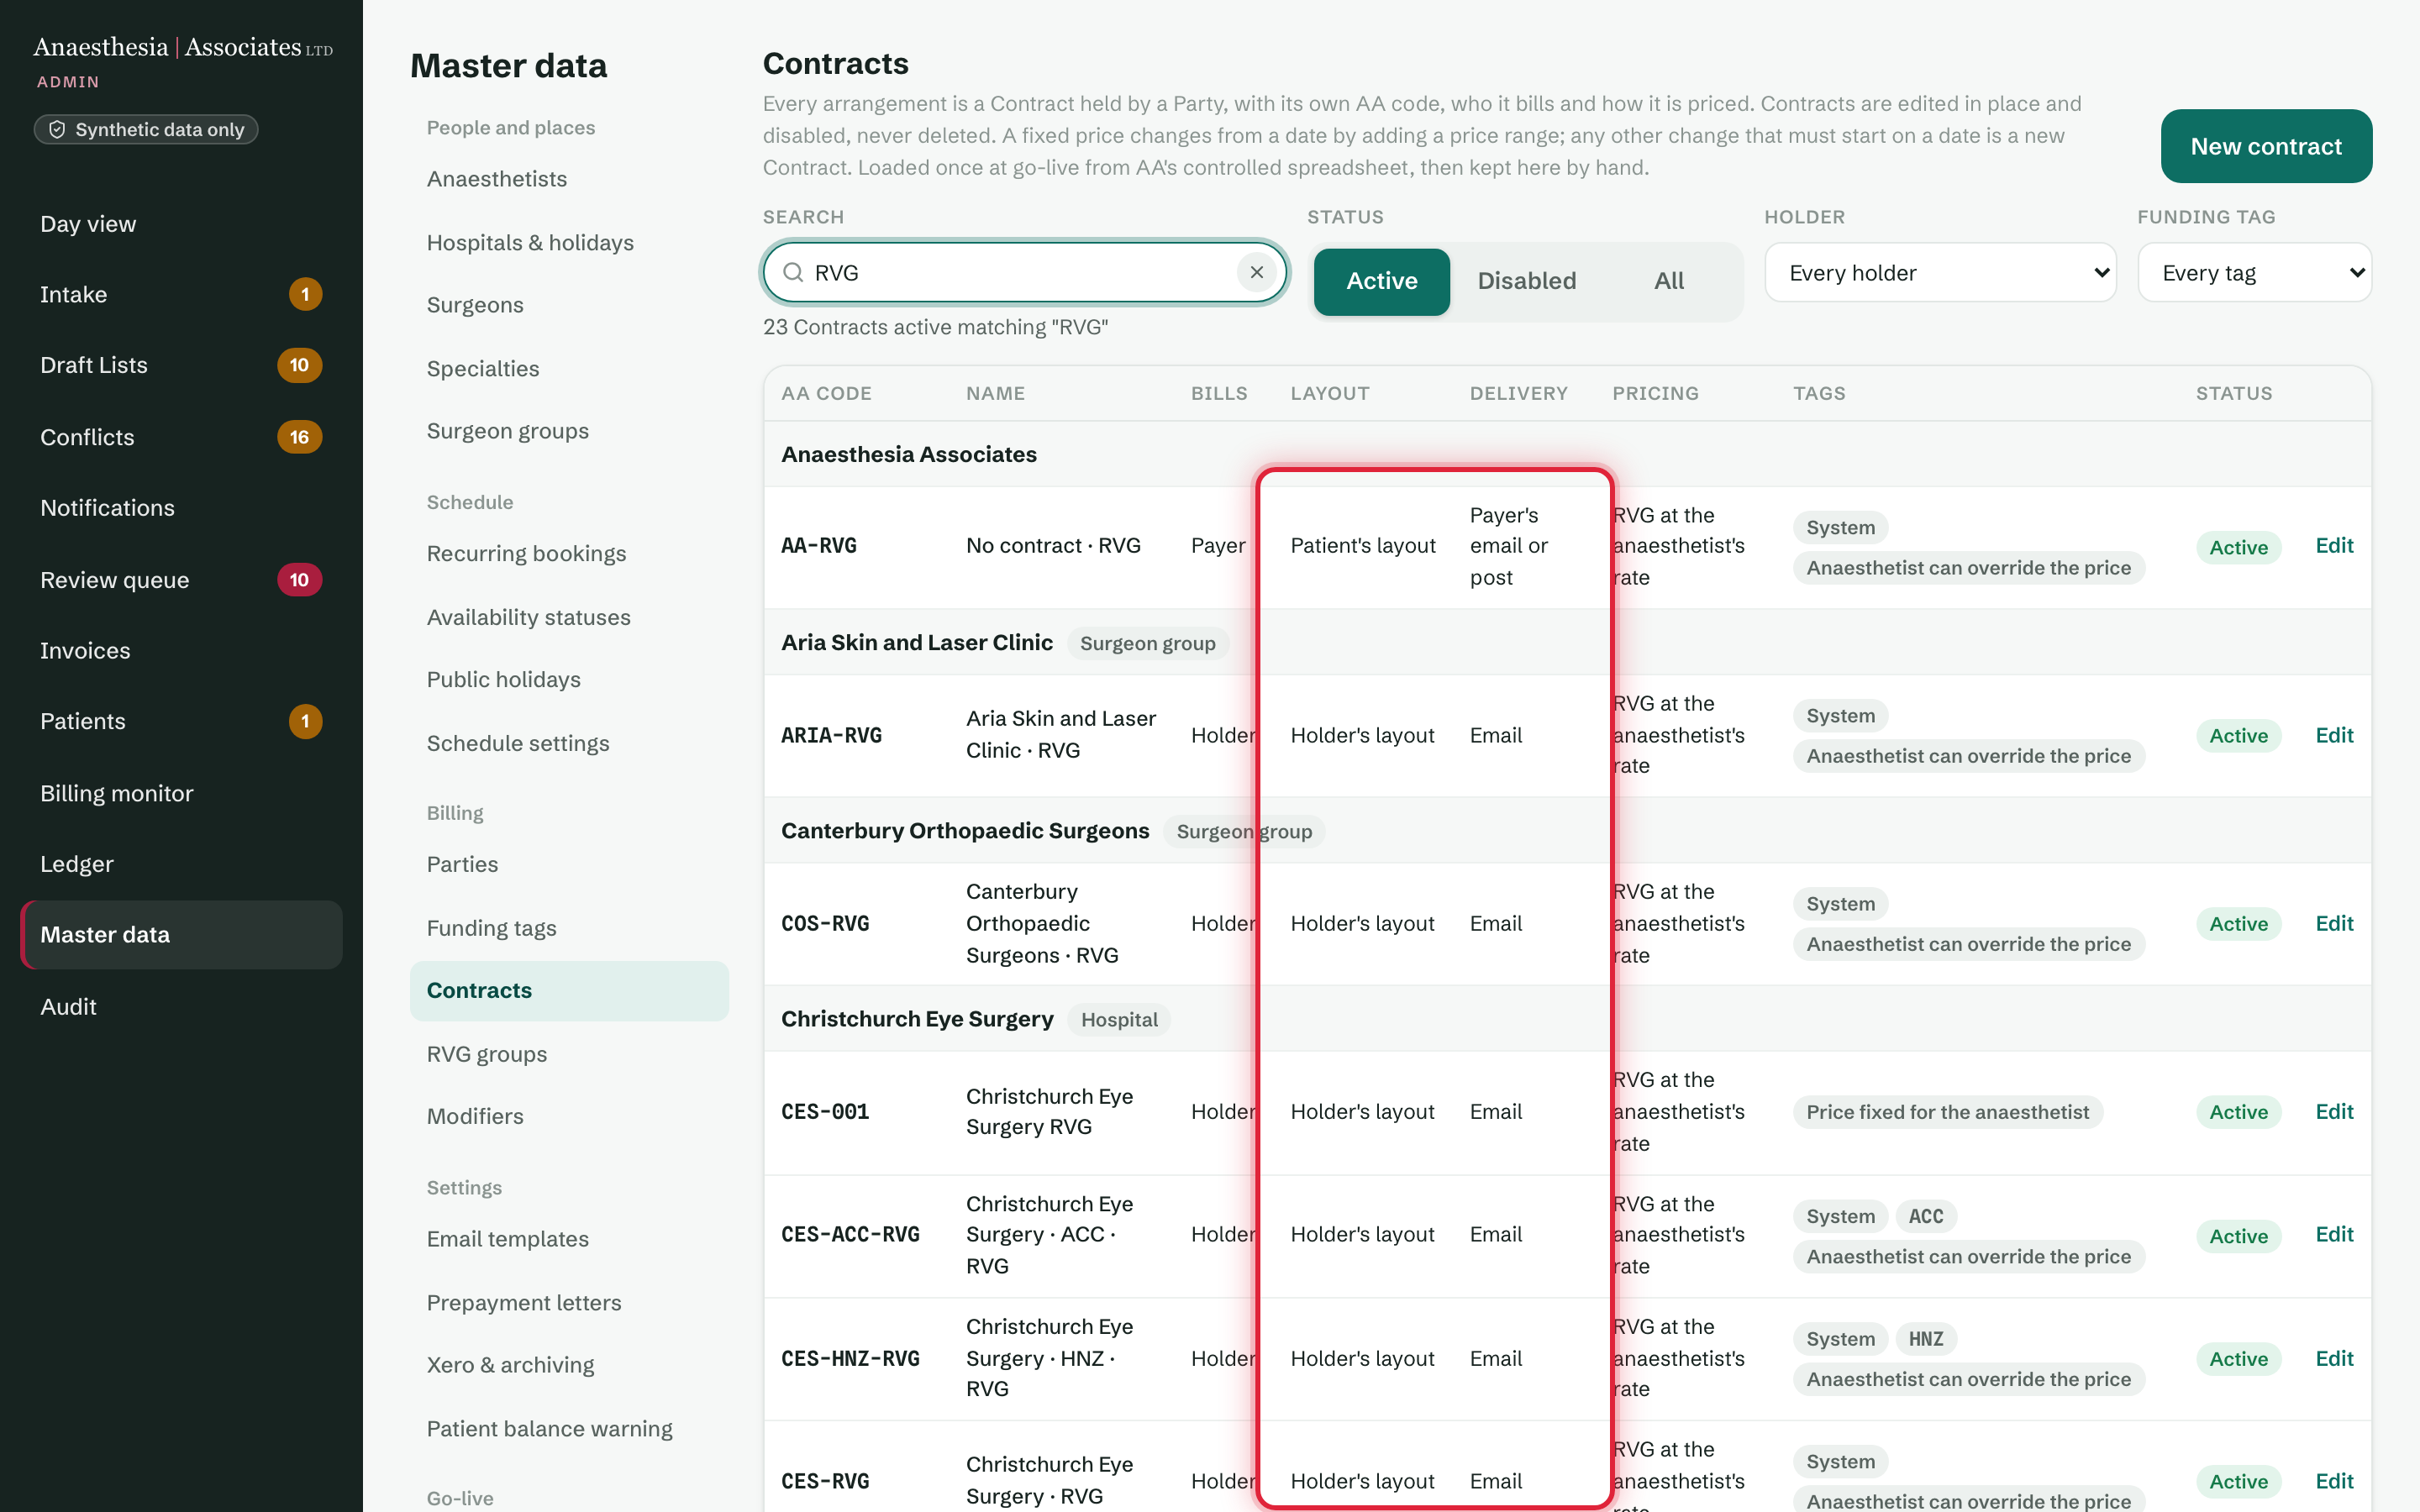 Anaesthesia | Associates LTD
ADMIN
Synthetic data only
Day view
Intake 1
Draft Lists 10
Conflicts 16
Notifications
Review queue 10
Invoices
Patients 1
Billing monitor
Ledger
Master data
Audit
Master data
People and places
Anaesthetists
Hospitals & holidays
Surgeons
Specialties
Surgeon groups
Schedule
Recurring bookings
Availability statuses
Public holidays
Schedule settings
Billing
Parties
Funding tags
Contracts
RVG groups
Modifiers
Settings
Email templates
Prepayment letters
Xero & archiving
Patient balance warning
Go-live
Contracts
Every arrangement is a Contract held by a Party, with its own AA code, who it bills and how it is priced. Contracts are edited in place and
disabled, never deleted. A fixed price changes from a date by adding a price range; any other change that must start on a date is a new
Contract. Loaded once at go-live from AA's controlled spreadsheet, then kept here by hand.
New contract
SEARCH STATUS HOLDER FUNDING TAG
RVG Active Disabled All Every holder Every tag
23 Contracts active matching "RVG"
AA CODE NAME BILLS LAYOUT DELIVERY PRICING TAGS STATUS
Anaesthesia Associates
AA-RVG
No contract · RVG
Payer
Patient's layout
Payer's
email or
post
RVG at the
anaesthetist's
rate
System
Anaesthetist can override the price
Active
Edit
Aria Skin and Laser Clinic Surgeon group
ARIA-RVG
Aria Skin and Laser
Clinic · RVG
Holder
Holder's layout
Email
RVG at the
anaesthetist's
rate
System
Anaesthetist can override the price
Active
Edit
Canterbury Orthopaedic Surgeons Surgeon group
COS-RVG
Canterbury
Orthopaedic
Surgeons · RVG
Holder
Holder's layout
Email
RVG at the
anaesthetist's
rate
System
Anaesthetist can override the price
Active
Edit
Christchurch Eye Surgery Hospital
CES-001
Christchurch Eye
Surgery RVG
Holder
Holder's layout
Email
RVG at the
anaesthetist's
rate
Price fixed for the anaesthetist
Active
Edit
CES-ACC-RVG
Christchurch Eye
Surgery · ACC ·
RVG
Holder
Holder's layout
Email
RVG at the
anaesthetist's
rate
System ACC
Anaesthetist can override the price
Active
Edit
CES-HNZ-RVG
Christchurch Eye
Surgery · HNZ ·
RVG
Holder
Holder's layout
Email
RVG at the
anaesthetist's
rate
System HNZ
Anaesthetist can override the price
Active
Edit
CES-RVG
Christchurch Eye
Surgery · RVG
Holder
Holder's layout
Email
RVG at the
anaesthetist's
System
Anaesthetist can override the price
Active
Edit